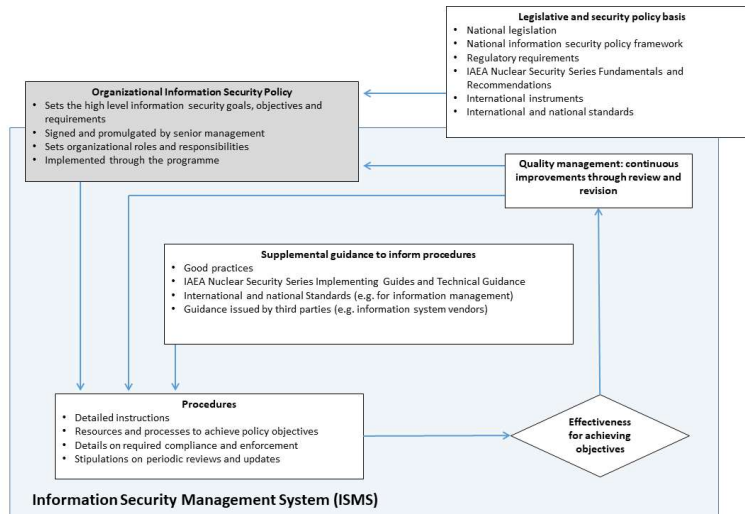 Legislative and security policy basis
• National legislation
• National information security policy framework
• Regulatory requirements
• IAEA Nuclear Security Series Fundamentals and
Recommendations
• International instruments
• International and national standards
Organizational Information Security Policy
• Sets the high level information security goals, objectives and
requirements
• Signed and promulgated by senior management
• Sets organizational roles and responsibilities
• Implemented through the programme
Quality management: continuous
improvements through review and
revision
Supplemental guidance to inform procedures
• Good practices
• IAEA Nuclear Security Series Implementing Guides and Technical Guidance
• International and national Standards (e.g. for information management)
• Guidance issued by third parties (e.g. information system vendors)
Procedures
• Detailed instructions
• Resources and processes to achieve policy objectives
• Details on required compliance and enforcement
• Stipulations on periodic reviews and updates
Effectiveness
for achieving
objectives
Information Security Management System (ISMS)